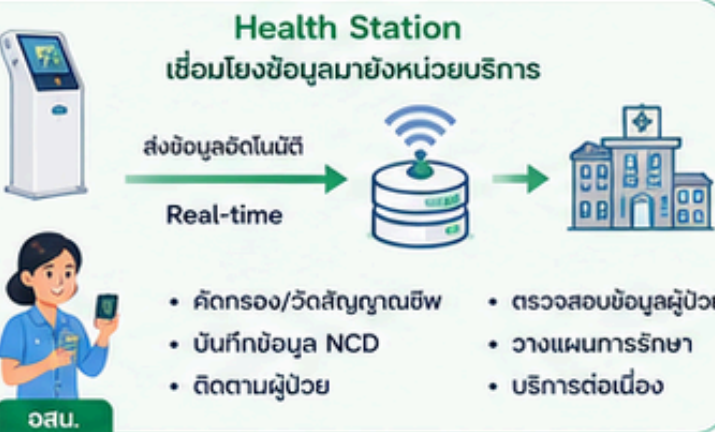 Health Station
เชื่อมโยงข้อมูลมายังหน่วยบริการ
ส่งข้อมูลอัตโนมัติ
Real-time
• คัดกรอง/วัดสัญญาณชีพ
• บันทึกข้อมูล NCD
• ติดตามผู้ป่วย
• ตรวจสอบข้อมูลผู้ป่วย
• วางแผนการรักษา
• บริการต่อเนื่อง
อสม.